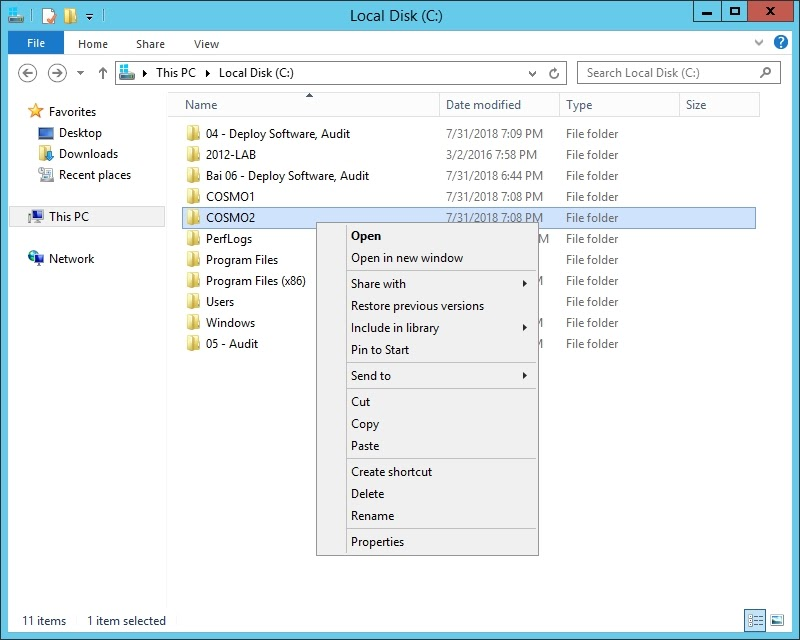 Local Disk (C:)
File Home Share View
This PC Local Disk (C:) Search Local Disk (C:)
Name Date modified Type Size
Favorites
Desktop
Downloads
Recent places
This PC
Network
04 - Deploy Software, Audit 7/31/2018 7:09 PM File folder
2012-LAB 3/2/2016 7:58 PM File folder
Bai 06 - Deploy Software, Audit 7/31/2018 6:44 PM File folder
COSMO1 7/31/2018 7:08 PM File folder
COSMO2 7/31/2018 7:08 PM File folder
PerfLogs File folder
Program Files File folder
Program Files (x86) File folder
Users File folder
Windows File folder
05 - Audit File folder
Open
Open in new window
Share with
Restore previous versions
Include in library
Pin to Start
Send to
Cut
Copy
Paste
Create shortcut
Delete
Rename
Properties
11 items 1 item selected